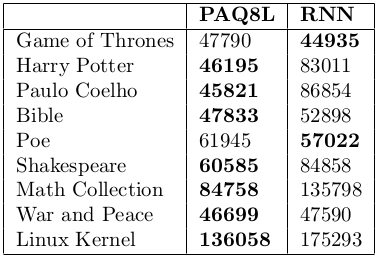 PAQ8L RNN
Game of Thrones 47790 44935
Harry Potter 46195 83011
Paulo Coelho 45821 86854
Bible 47833 52898
Poe 61945 57022
Shakespeare 60585 84858
Math Collection 84758 135798
War and Peace 46699 47590
Linux Kernel 136058 175293